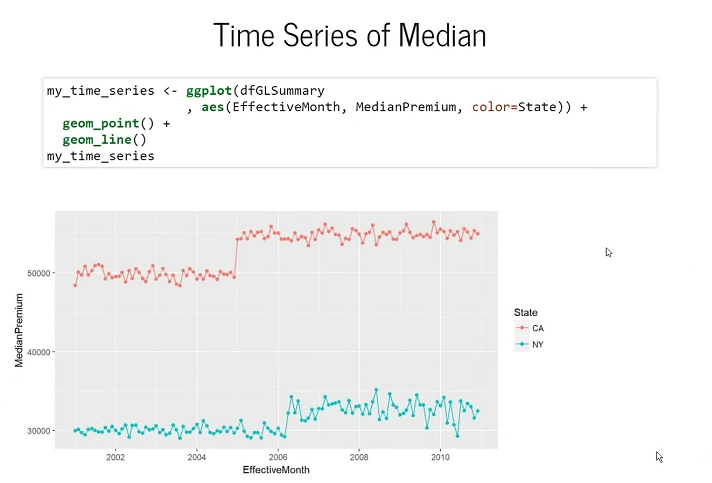 Time Series of Median
my_time_series <- ggplot(dfGLSummary
, aes(EffectiveMonth, MedianPremium, color=State)) +
geom_point() +
geom_line()
my_time_series
50000
40000
30000
MedianPremium
2002
2004
2006
2008
2010
EffectiveMonth
State
CA
NY